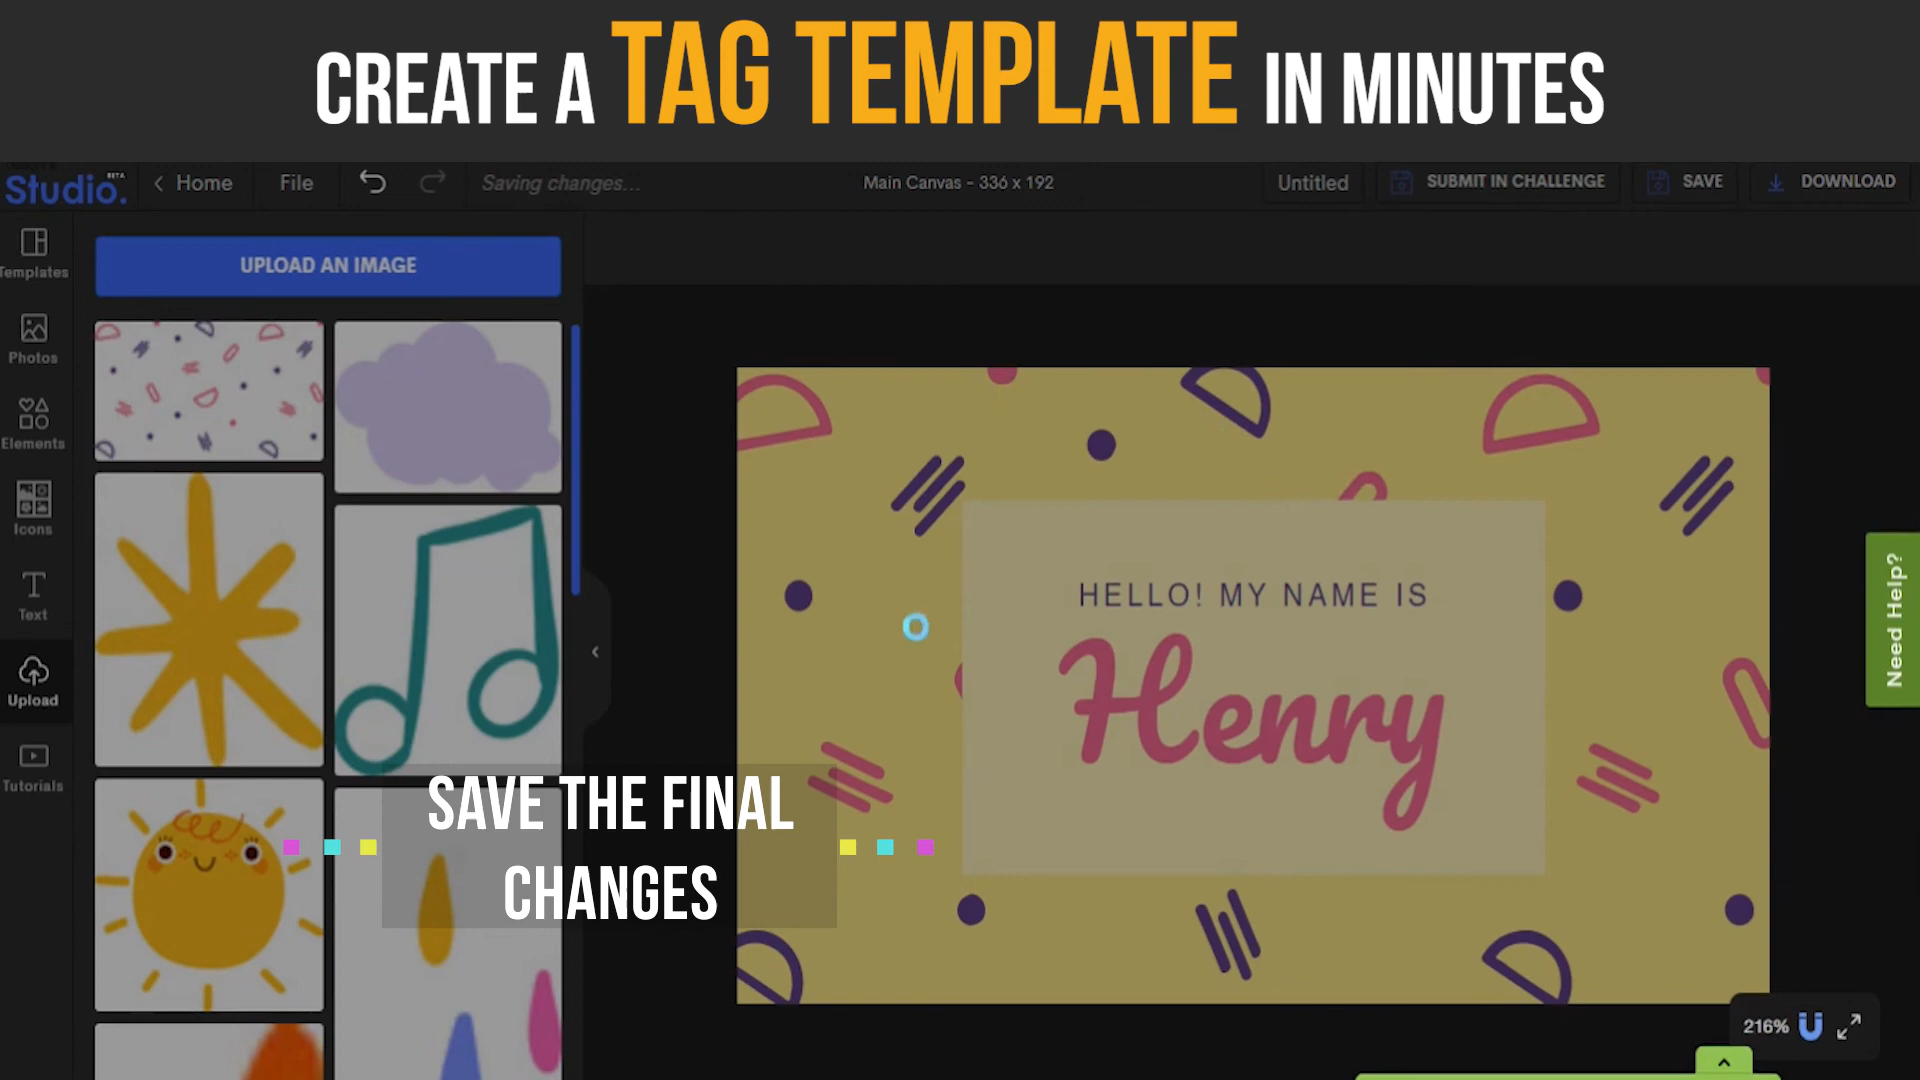 CREATE A TAG TEMPLATE IN MINUTES
Studio. BETA
Home
File
Saving changes...
Main Canvas - 336 x 192
Untitled
SUBMIT IN CHALLENGE
SAVE
DOWNLOAD
Templates
Photos
Elements
Icons
Text
Upload
Tutorials
UPLOAD AN IMAGE
HELLO! MY NAME IS
Henry
SAVE THE FINAL
CHANGES
Need Help?
216%